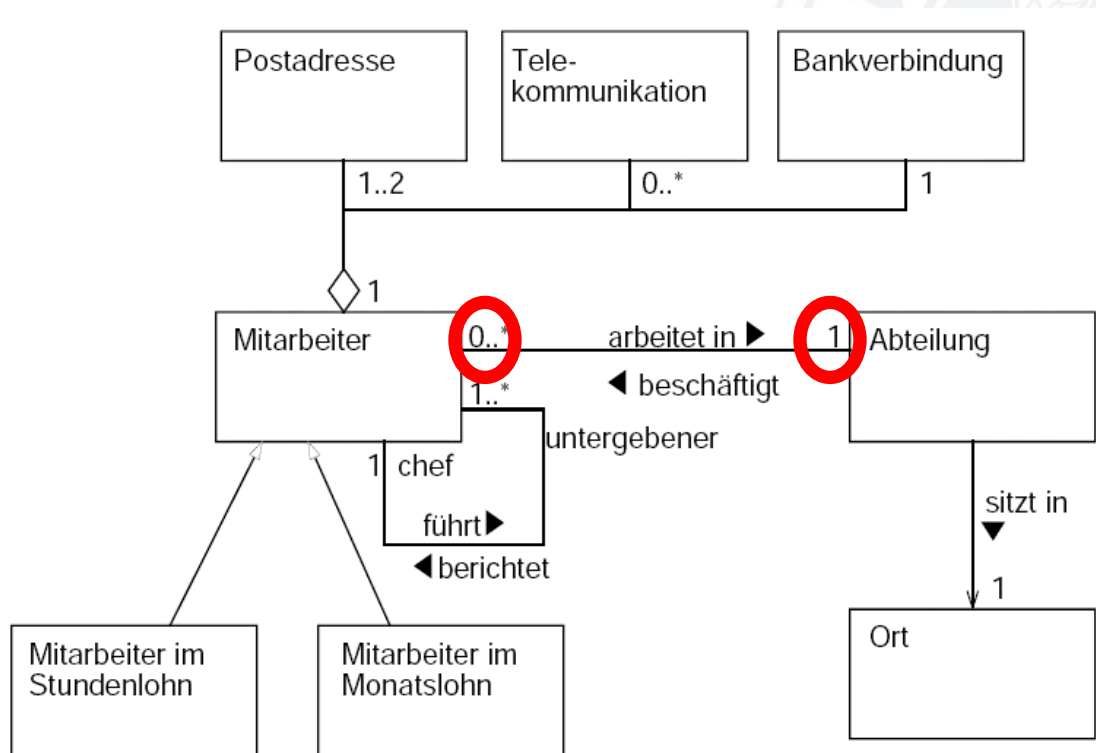 Postadresse
Tele-
kommunikation
Bankverbindung
1..2
0..*
1
1
Mitarbeiter
0..*
arbeitet in ▶
1
Abteilung
◀ beschäftigt
1..*
untergebener
1
chef
führt▶
◀berichtet
sitzt in
▼
1
Mitarbeiter im
Stundenlohn
Mitarbeiter im
Monatslohn
Ort